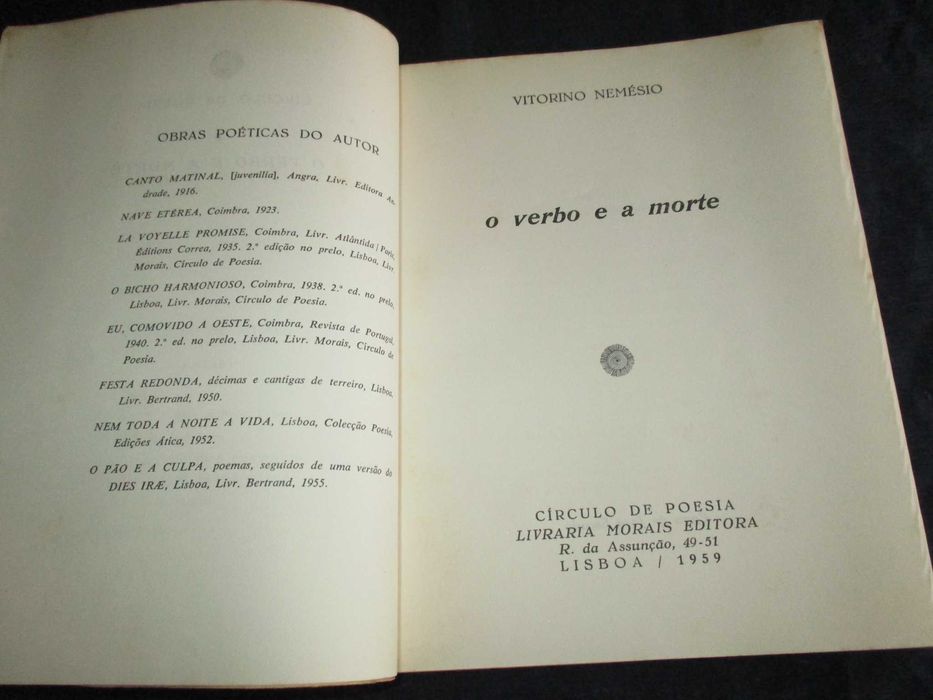 OBRAS POÉTICAS DO AUTOR
CANTO MATINAL, [juvenilia], Angra, Livr. Editora An-
drade, 1916.
NAVE ETÉREA, Coimbra, 1923.
LA VOYELLE PROMISE, Coimbra, Livr. Atlântida / Paris,
Éditions Correa, 1935. 2.ª edição no prelo, Lisboa, Livr.
Morais, Círculo de Poesia.
O BICHO HARMONIOSO, Coimbra, 1938. 2.ª ed. no prelo,
Lisboa, Livr. Morais, Círculo de Poesia.
EU, COMOVIDO A OESTE, Coimbra, Revista de Portugal,
1940. 2.ª ed. no prelo, Lisboa, Livr. Morais, Círculo de
Poesia.
FESTA REDONDA, décimas e cantigas de terreiro, Lisboa,
Livr. Bertrand, 1950.
NEM TODA A NOITE A VIDA, Lisboa, Colecção Poesia,
Edições Ática, 1952.
O PÃO E A CULPA, poemas, seguidos de uma versão do
DIES IRÆ, Lisboa, Livr. Bertrand, 1955.
VITORINO NEMÉSIO
o verbo e a morte
CÍRCULO DE POESIA
LIVRARIA MORAIS EDITORA
R. da Assunção, 49-51
LISBOA / 1959